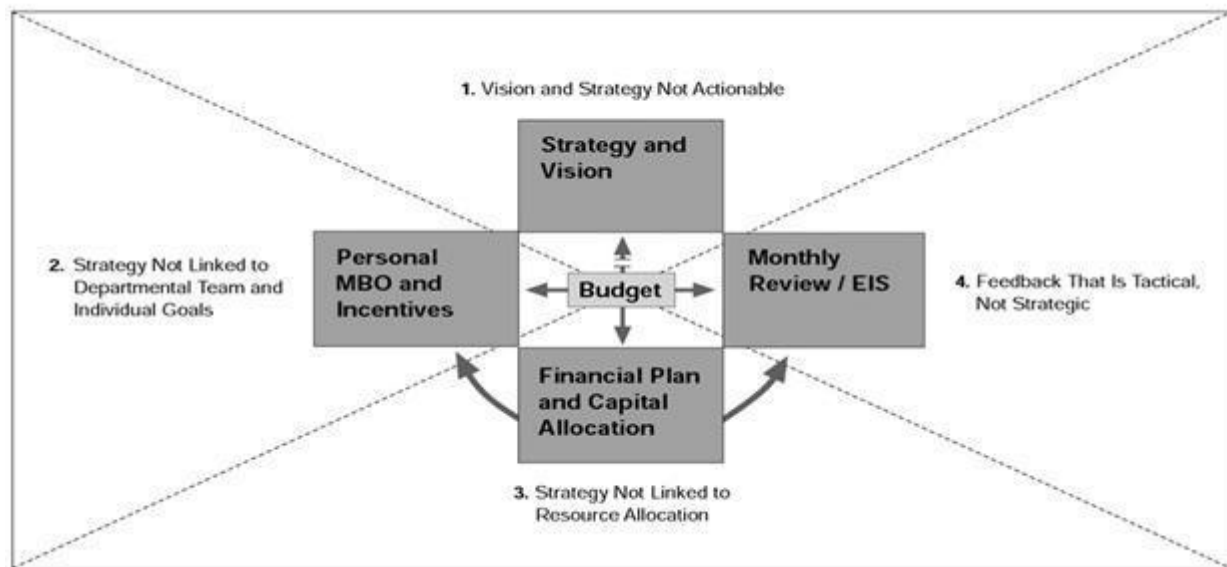 1. Vision and Strategy Not Actionable
Strategy and
Vision
2. Strategy Not Linked to
Departmental Team and
Individual Goals
Personal
MBO and
Incentives
Budget
Monthly
Review / EIS
4. Feedback That Is Tactical,
Not Strategic
Financial Plan
and Capital
Allocation
3. Strategy Not Linked to
Resource Allocation